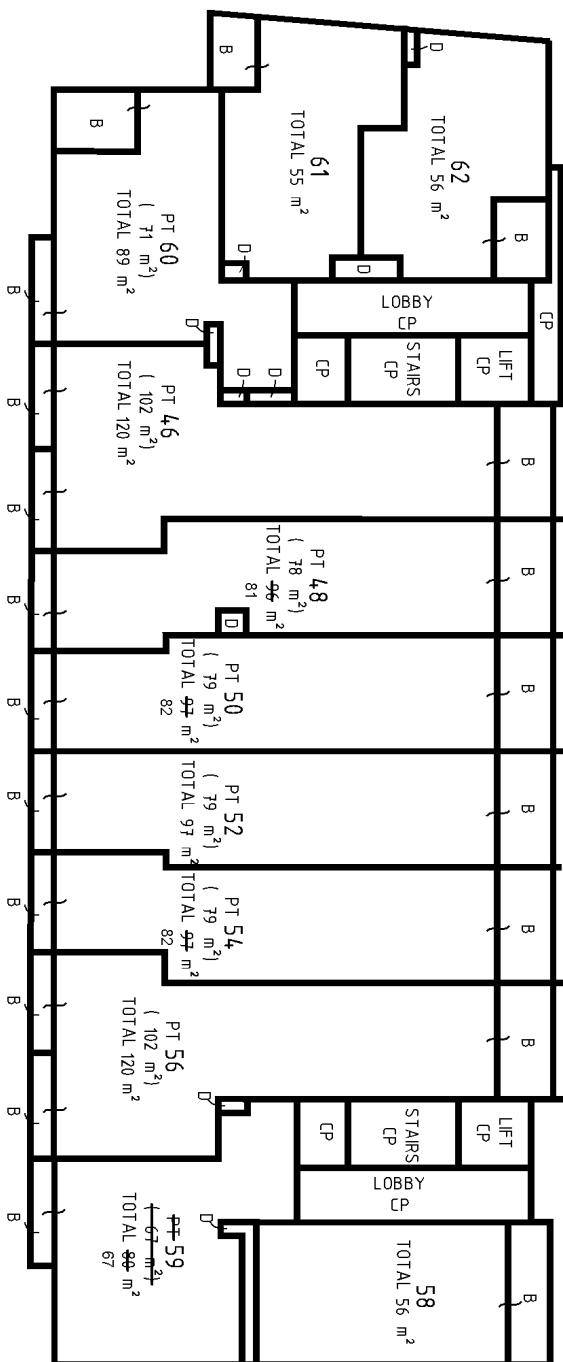 B
D
B
62
TOTAL 56 m²
61
TOTAL 55 m²
B
D
D
PT 60
( 71 m²)
TOTAL 89 m²
B
LOBBY
CP
CP
D
LIFT
CP
STAIRS
CP
CP
D
D
PT 46
( 102 m²)
TOTAL 120 m²
B
B
B
PT 48
( 78 m²)
TOTAL 96 m²
81
B
D
B
PT 50
( 79 m²)
TOTAL 97 m²
82
B
B
PT 52
( 79 m²)
TOTAL 97 m²
B
B
PT 54
( 79 m²)
TOTAL 97 m²
82
B
B
PT 56
( 102 m²)
TOTAL 120 m²
B
B
D
LIFT
CP
STAIRS
CP
CP
B
LOBBY
CP
D
PT 59
( 67 m²)
TOTAL 80 m²
67
B
58
TOTAL 56 m²
B